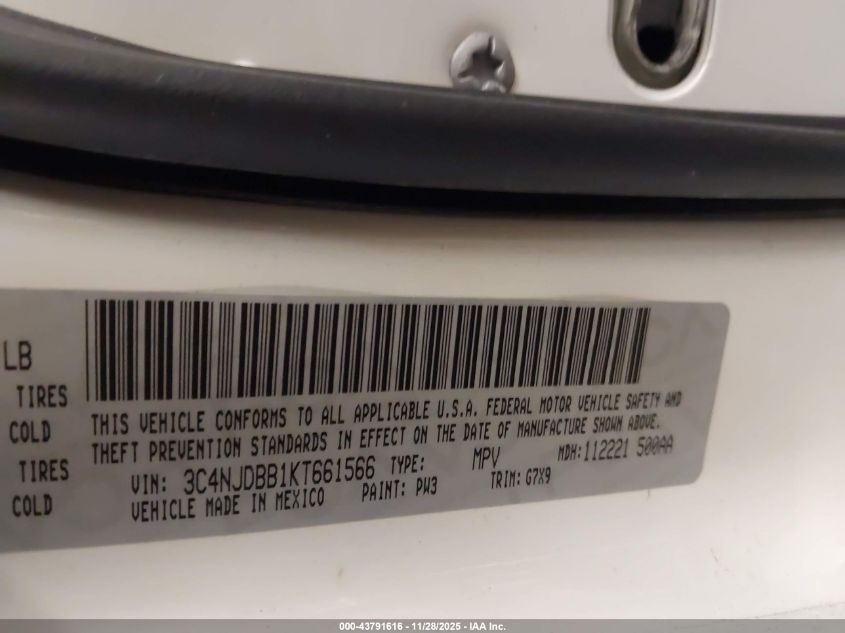 LB
TIRES
COLD
TIRES
COLD
THIS VEHICLE CONFORMS TO ALL APPLICABLE U.S.A. FEDERAL MOTOR VEHICLE SAFETY AND
THEFT PREVENTION STANDARDS IN EFFECT ON THE DATE OF MANUFACTURE SHOWN ABOVE.
VIN: 3C4NJDBB1KT661566 TYPE: MPV MDH:112221 500AA
VEHICLE MADE IN MEXICO PAINT: PW3 TRIM: G7X9
000-43791616 - 11/28/2025 - IAA Inc.